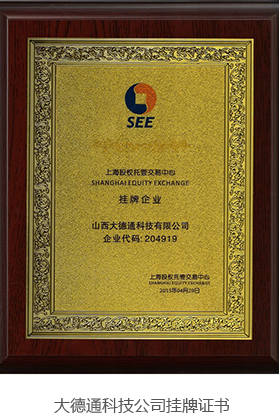 SEE
上海股权托管交易中心
SHANGHAI EQUITY EXCHANGE
挂牌企业
山西大德通科技有限公司
企业代码:204919
上海股权托管交易中心
SHANGHAI EQUITY EXCHANGE
2015年04月29日
大德通科技公司挂牌证书